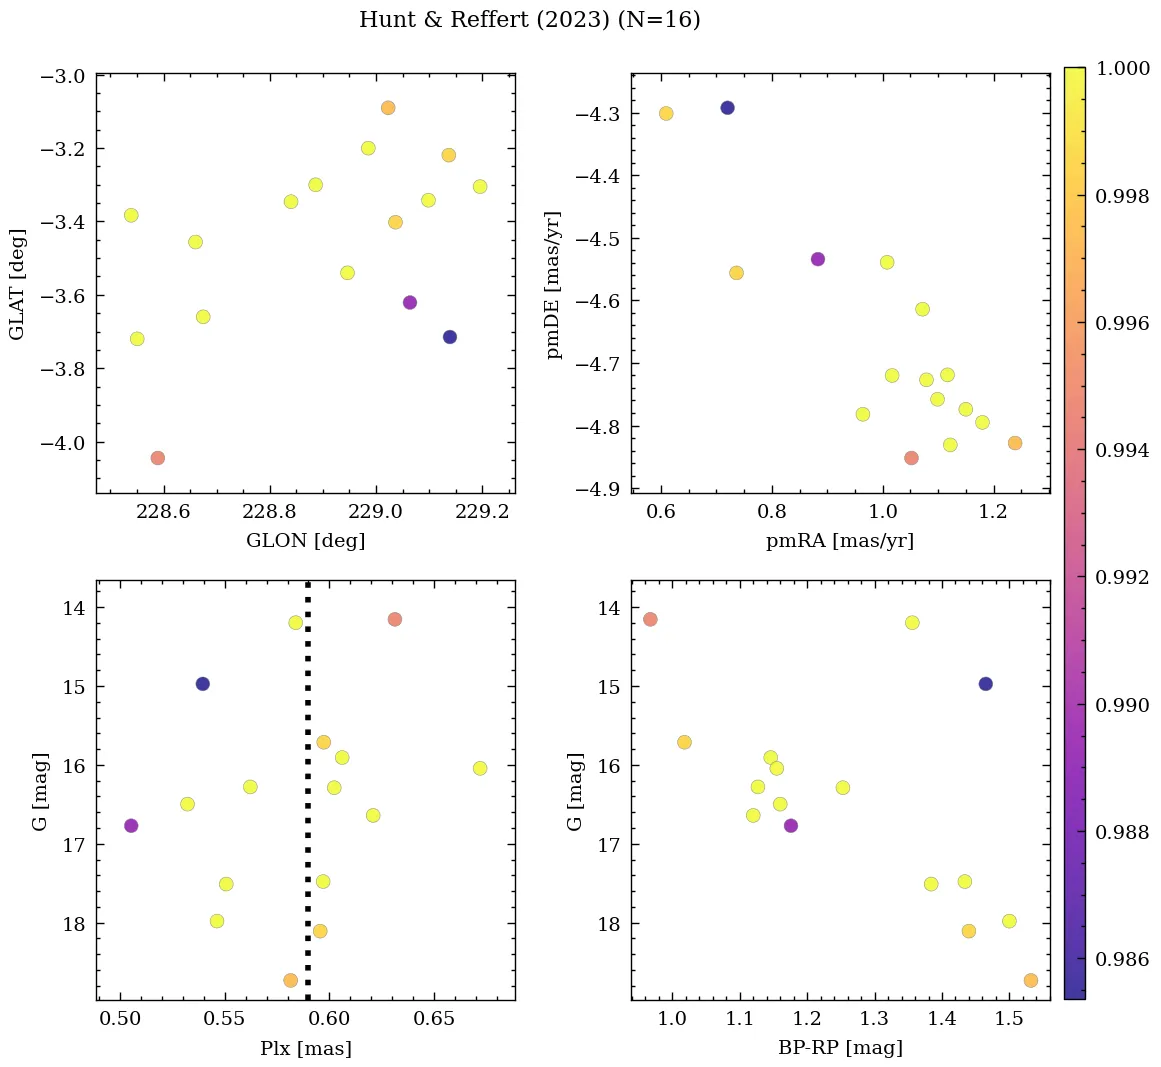 Hunt & Reffert (2023) (N=16)
−3.0
−3.2
−3.4
−3.6
−3.8
−4.0
GLAT [deg]
228.6 228.8 229.0 229.2
GLON [deg]
−4.3
−4.4
−4.5
−4.6
−4.7
−4.8
−4.9
pmDE [mas/yr]
0.6 0.8 1.0 1.2
pmRA [mas/yr]
14
15
16
17
18
G [mag]
0.50 0.55 0.60 0.65
Plx [mas]
14
15
16
17
18
G [mag]
1.0 1.1 1.2 1.3 1.4 1.5
BP-RP [mag]
1.000
0.998
0.996
0.994
0.992
0.990
0.988
0.986